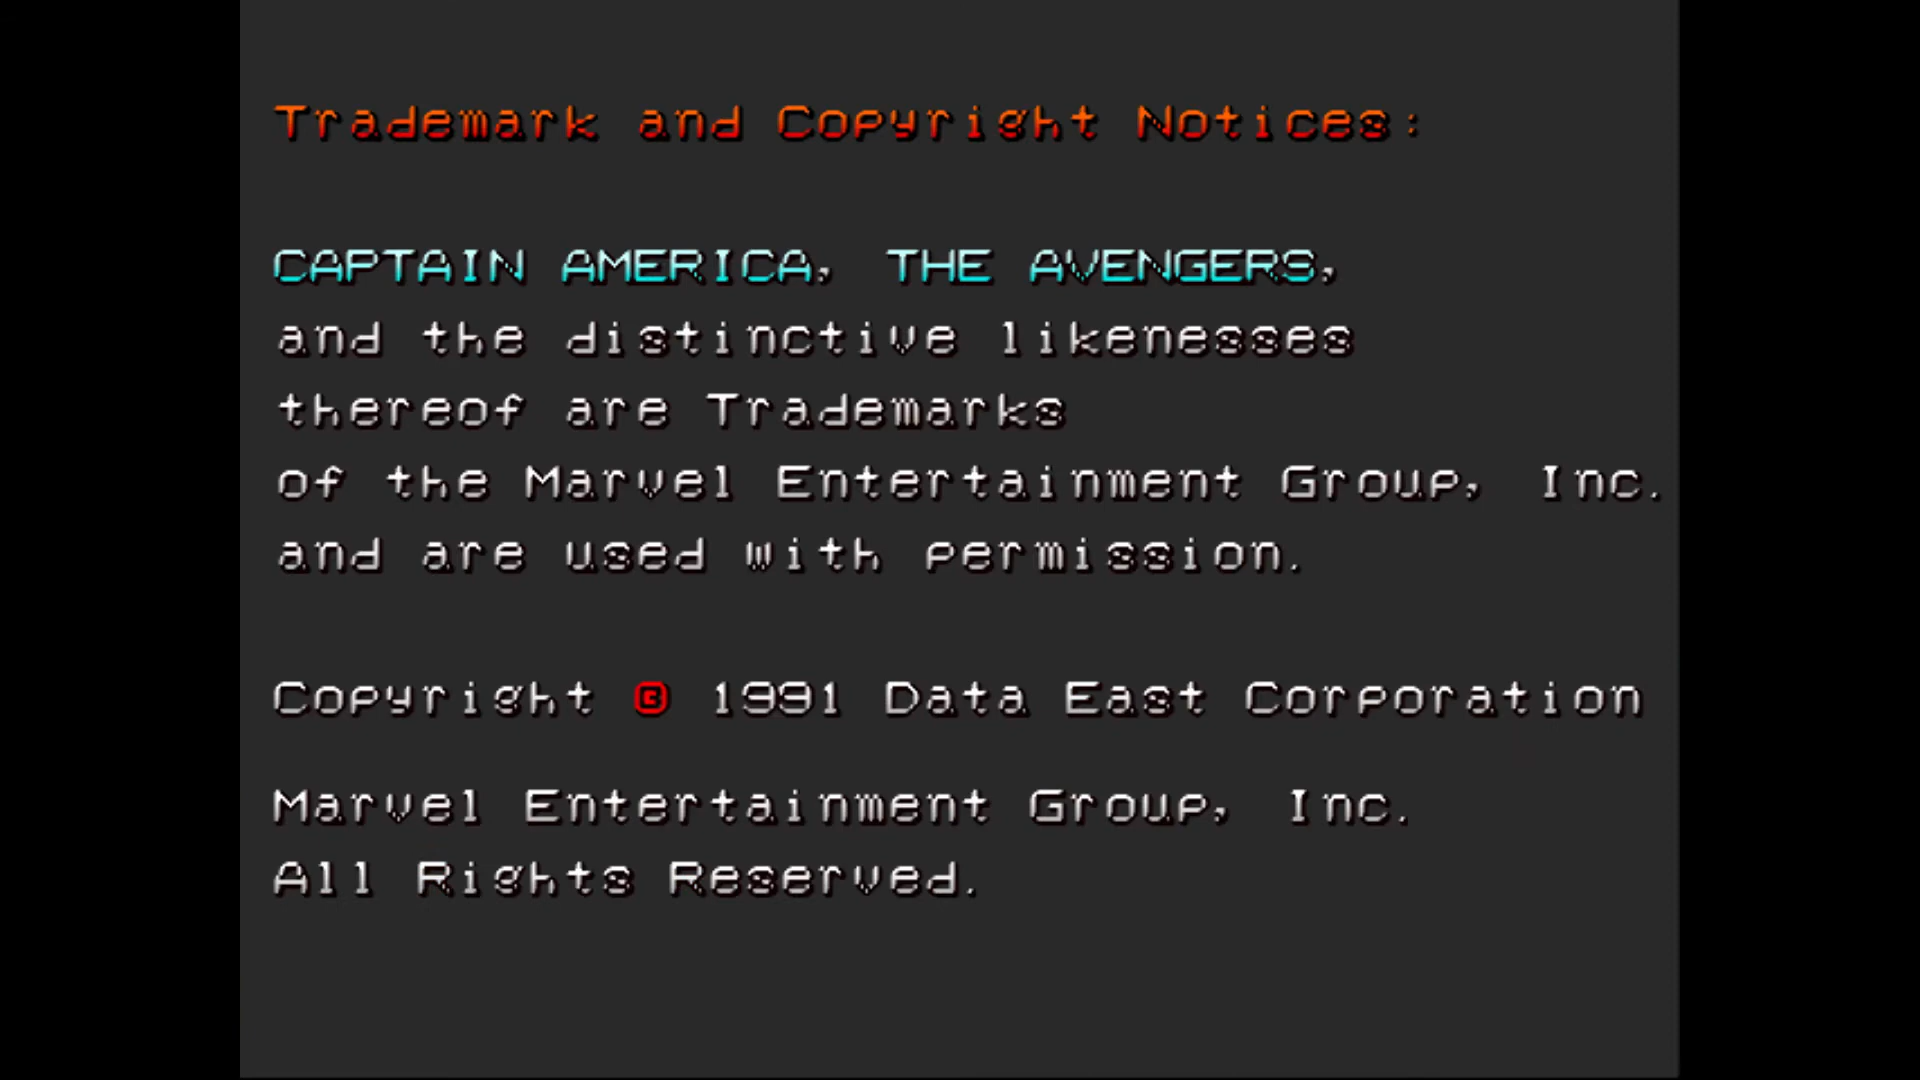 Trademark and Copyright Notices:
CAPTAIN AMERICA, THE AVENGERS,
and the distinctive likenesses
thereof are Trademarks
of the Marvel Entertainment Group, Inc.
and are used with permission.
Copyright © 1991 Data East Corporation
Marvel Entertainment Group, Inc.
All Rights Reserved.